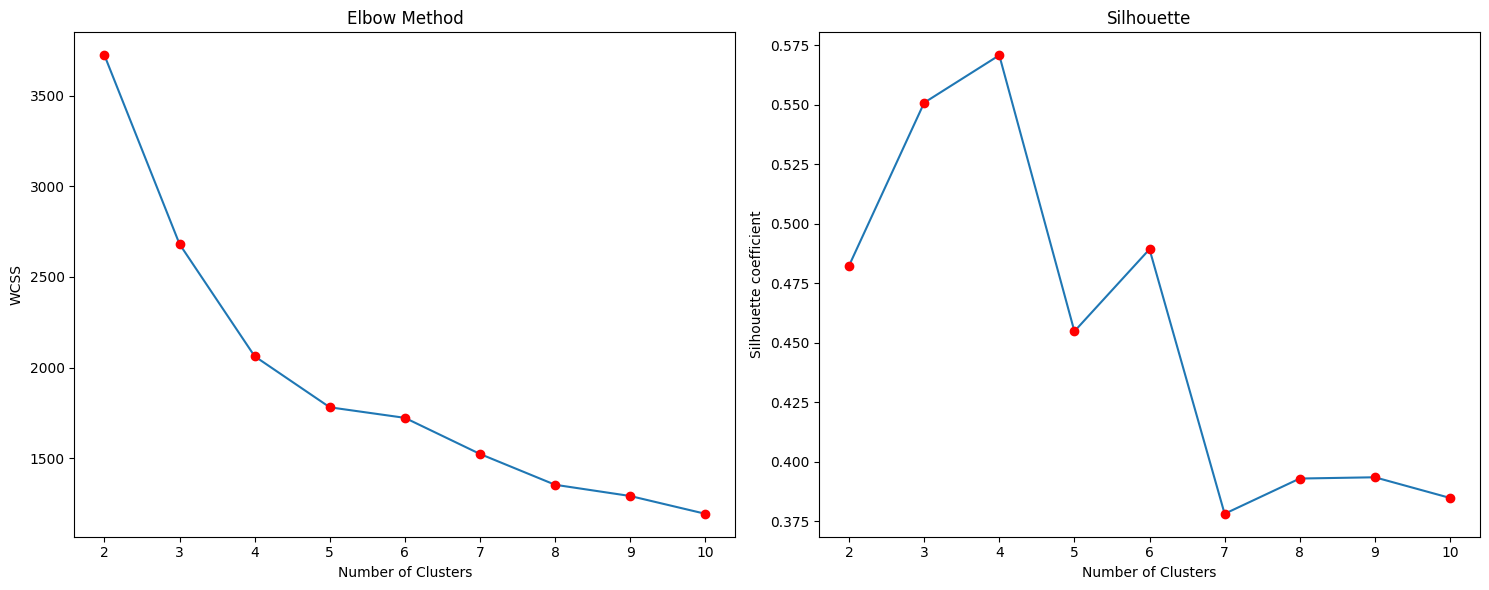 Elbow Method
3500
3000
2500
2000
1500
WCSS
2 3 4 5 6 7 8 9 10
Number of Clusters
Silhouette
0.575
0.550
0.525
0.500
0.475
0.450
0.425
0.400
0.375
Silhouette coefficient
2 3 4 5 6 7 8 9 10
Number of Clusters